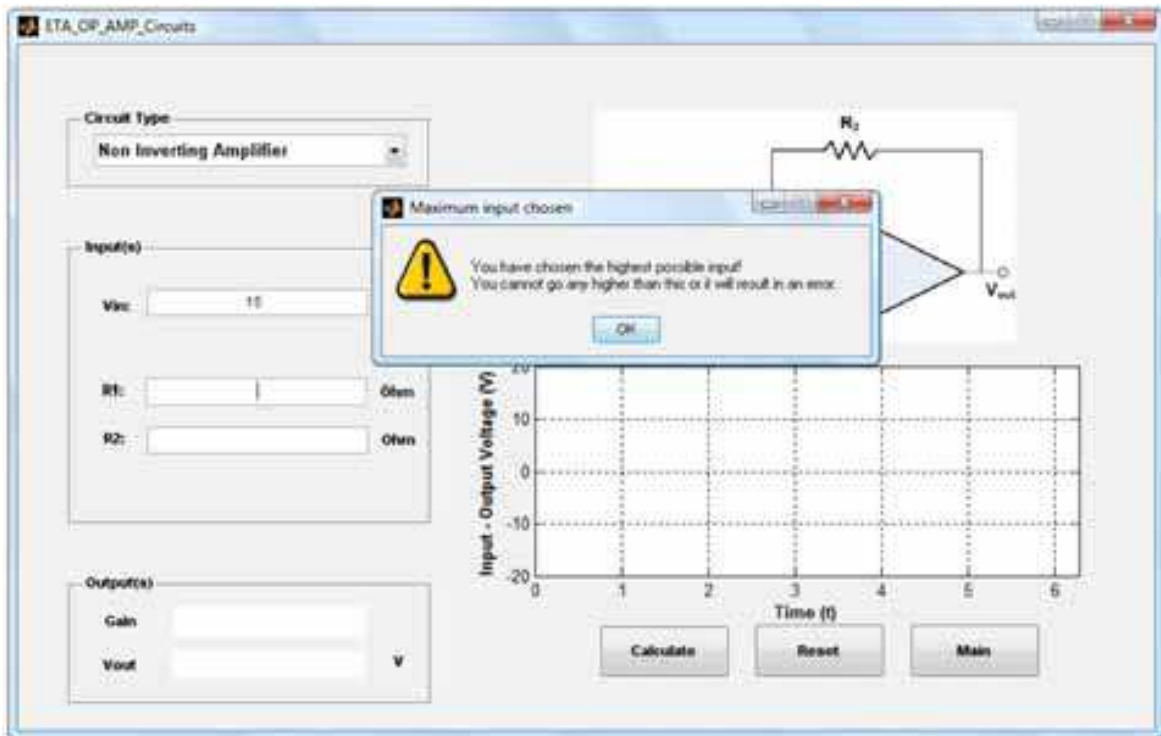 ETA_OP_AMP_Circuits
Circuit Type
Non Inverting Amplifier
R₂
Maximum input chosen
You have chosen the highest possible input!
You cannot go any higher than this or it will result in an error.
OK
Input(s)
Vin:
R1:
Ohm
R2:
Ohm
Vout
Input - Output Voltage (V)
20
10
0
-10
-20
0
1
2
3
4
5
6
Time (t)
Output(s)
Gain
Vout
V
Calculate
Reset
Main